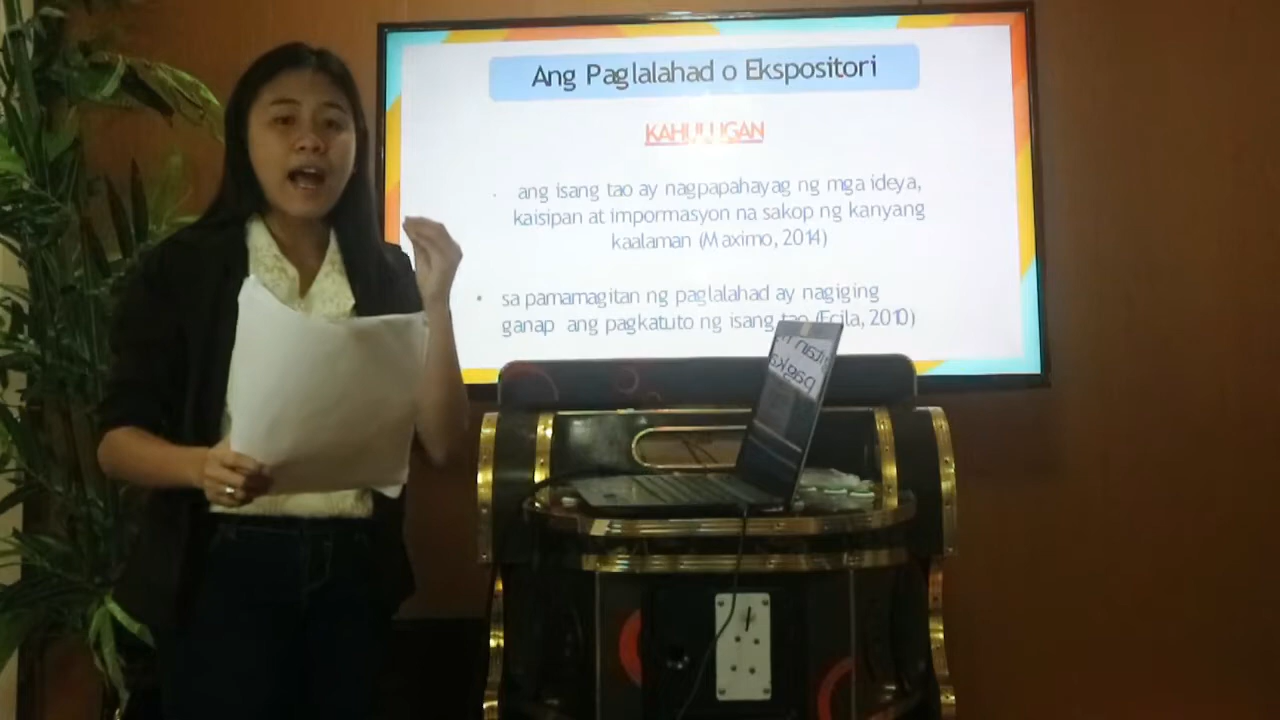 Ang Paglalahad o Ekspositori
KAHULUGAN
· ang isang tao ay nagpapahayag ng mga ideya,
kaisipan at impormasyon na sakop ng kanyang
kaalaman (Maximo, 2014)
• sa pamamagitan ng paglalahad ay nagiging
ganap ang pagkatuto ng isang tao (Ecila, 2010)